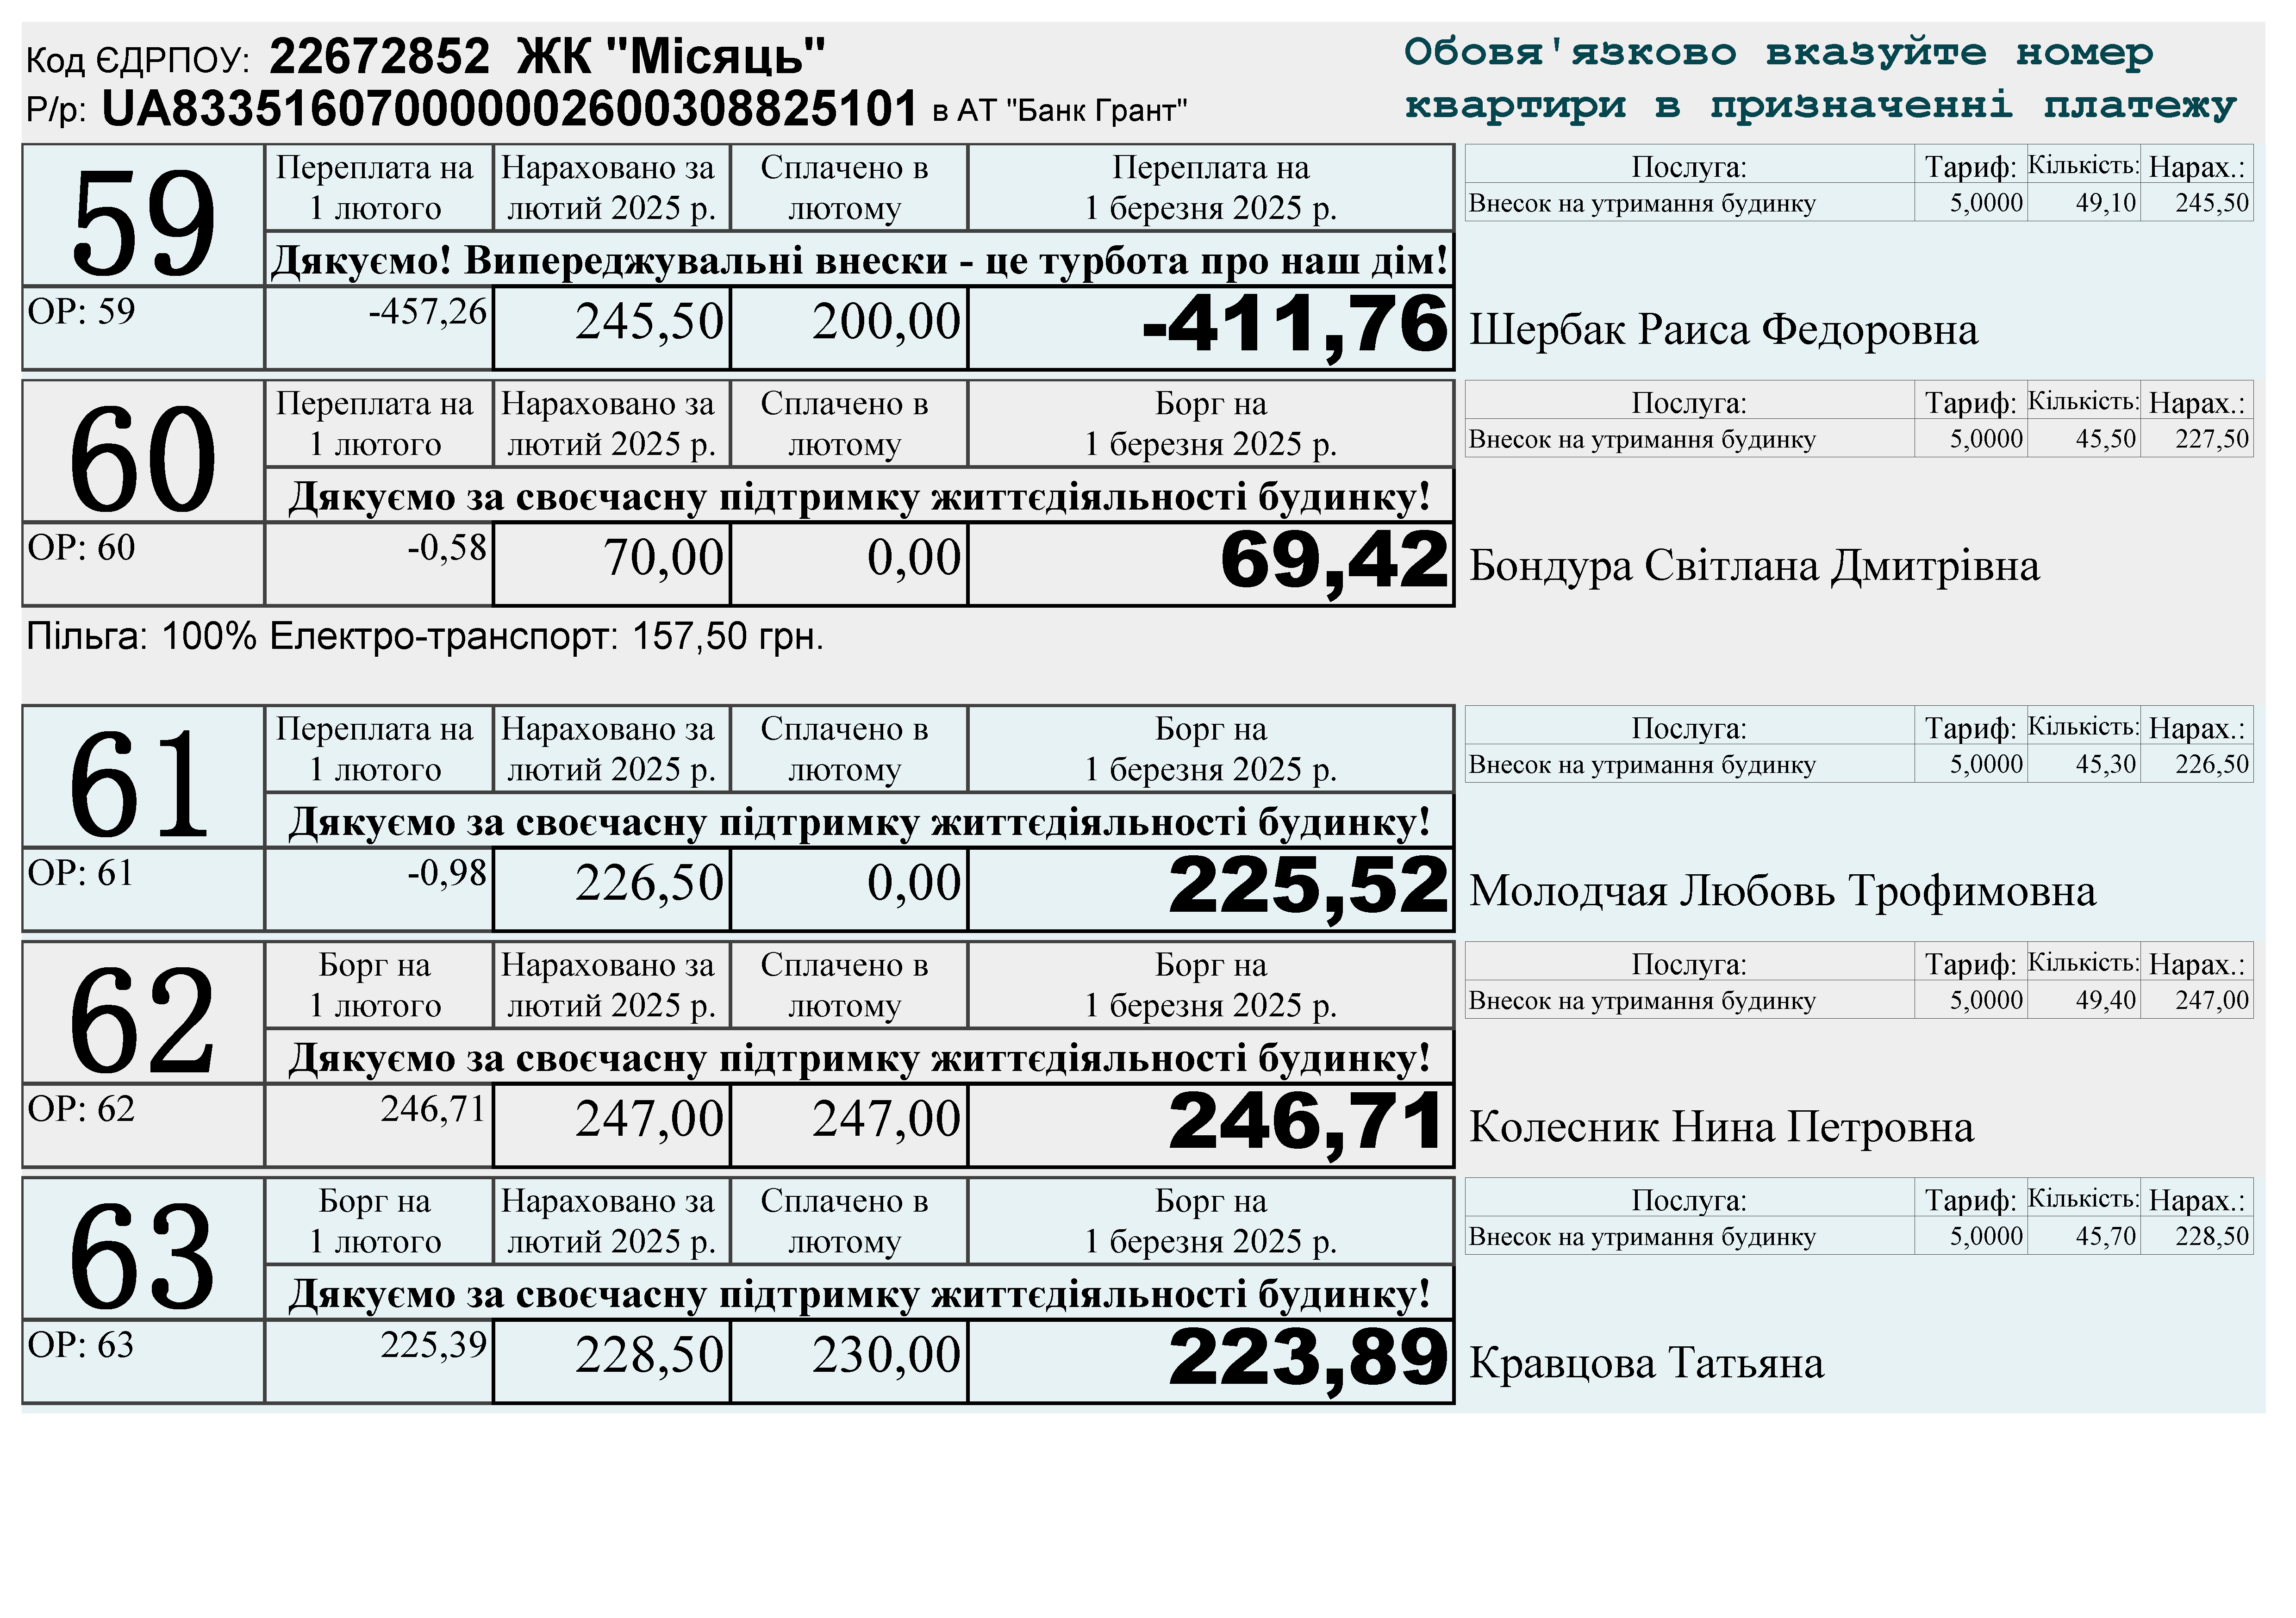 Код ЄДРПОУ: 22672852 ЖК "Місяць"
Р/р: UA833516070000002600308825101 в АТ "Банк Грант"
Обовя'язково вказуйте номер
квартири в призначенні платежу
59
Переплата на 1 лютого
Нараховано за лютий 2025 р.
Сплачено в лютому
Переплата на 1 березня 2025 р.
Дякуємо! Випереджувальні внески - це турбота про наш дім!
ОР: 59 -457,26 245,50 200,00 -411,76
Послуга: Тариф: Кількість: Нарах.:
Внесок на утримання будинку 5,0000 49,10 245,50
Шербак Раиса Федоровна
60
Переплата на 1 лютого
Нараховано за лютий 2025 р.
Сплачено в лютому
Борг на 1 березня 2025 р.
Дякуємо за своєчасну підтримку життєдіяльності будинку!
ОР: 60 -0,58 70,00 0,00 69,42
Послуга: Тариф: Кількість: Нарах.:
Внесок на утримання будинку 5,0000 45,50 227,50
Бондура Світлана Дмитрівна
Пільга: 100% Електро-транспорт: 157,50 грн.
61
Переплата на 1 лютого
Нараховано за лютий 2025 р.
Сплачено в лютому
Борг на 1 березня 2025 р.
Дякуємо за своєчасну підтримку життєдіяльності будинку!
ОР: 61 -0,98 226,50 0,00 225,52
Послуга: Тариф: Кількість: Нарах.:
Внесок на утримання будинку 5,0000 45,30 226,50
Молодчая Любовь Трофимовна
62
Борг на 1 лютого
Нараховано за лютий 2025 р.
Сплачено в лютому
Борг на 1 березня 2025 р.
Дякуємо за своєчасну підтримку життєдіяльності будинку!
ОР: 62 246,71 247,00 247,00 246,71
Послуга: Тариф: Кількість: Нарах.:
Внесок на утримання будинку 5,0000 49,40 247,00
Колесник Нина Петровна
63
Борг на 1 лютого
Нараховано за лютий 2025 р.
Сплачено в лютому
Борг на 1 березня 2025 р.
Дякуємо за своєчасну підтримку життєдіяльності будинку!
ОР: 63 225,39 228,50 230,00 223,89
Послуга: Тариф: Кількість: Нарах.:
Внесок на утримання будинку 5,0000 45,70 228,50
Кравцова Татьяна